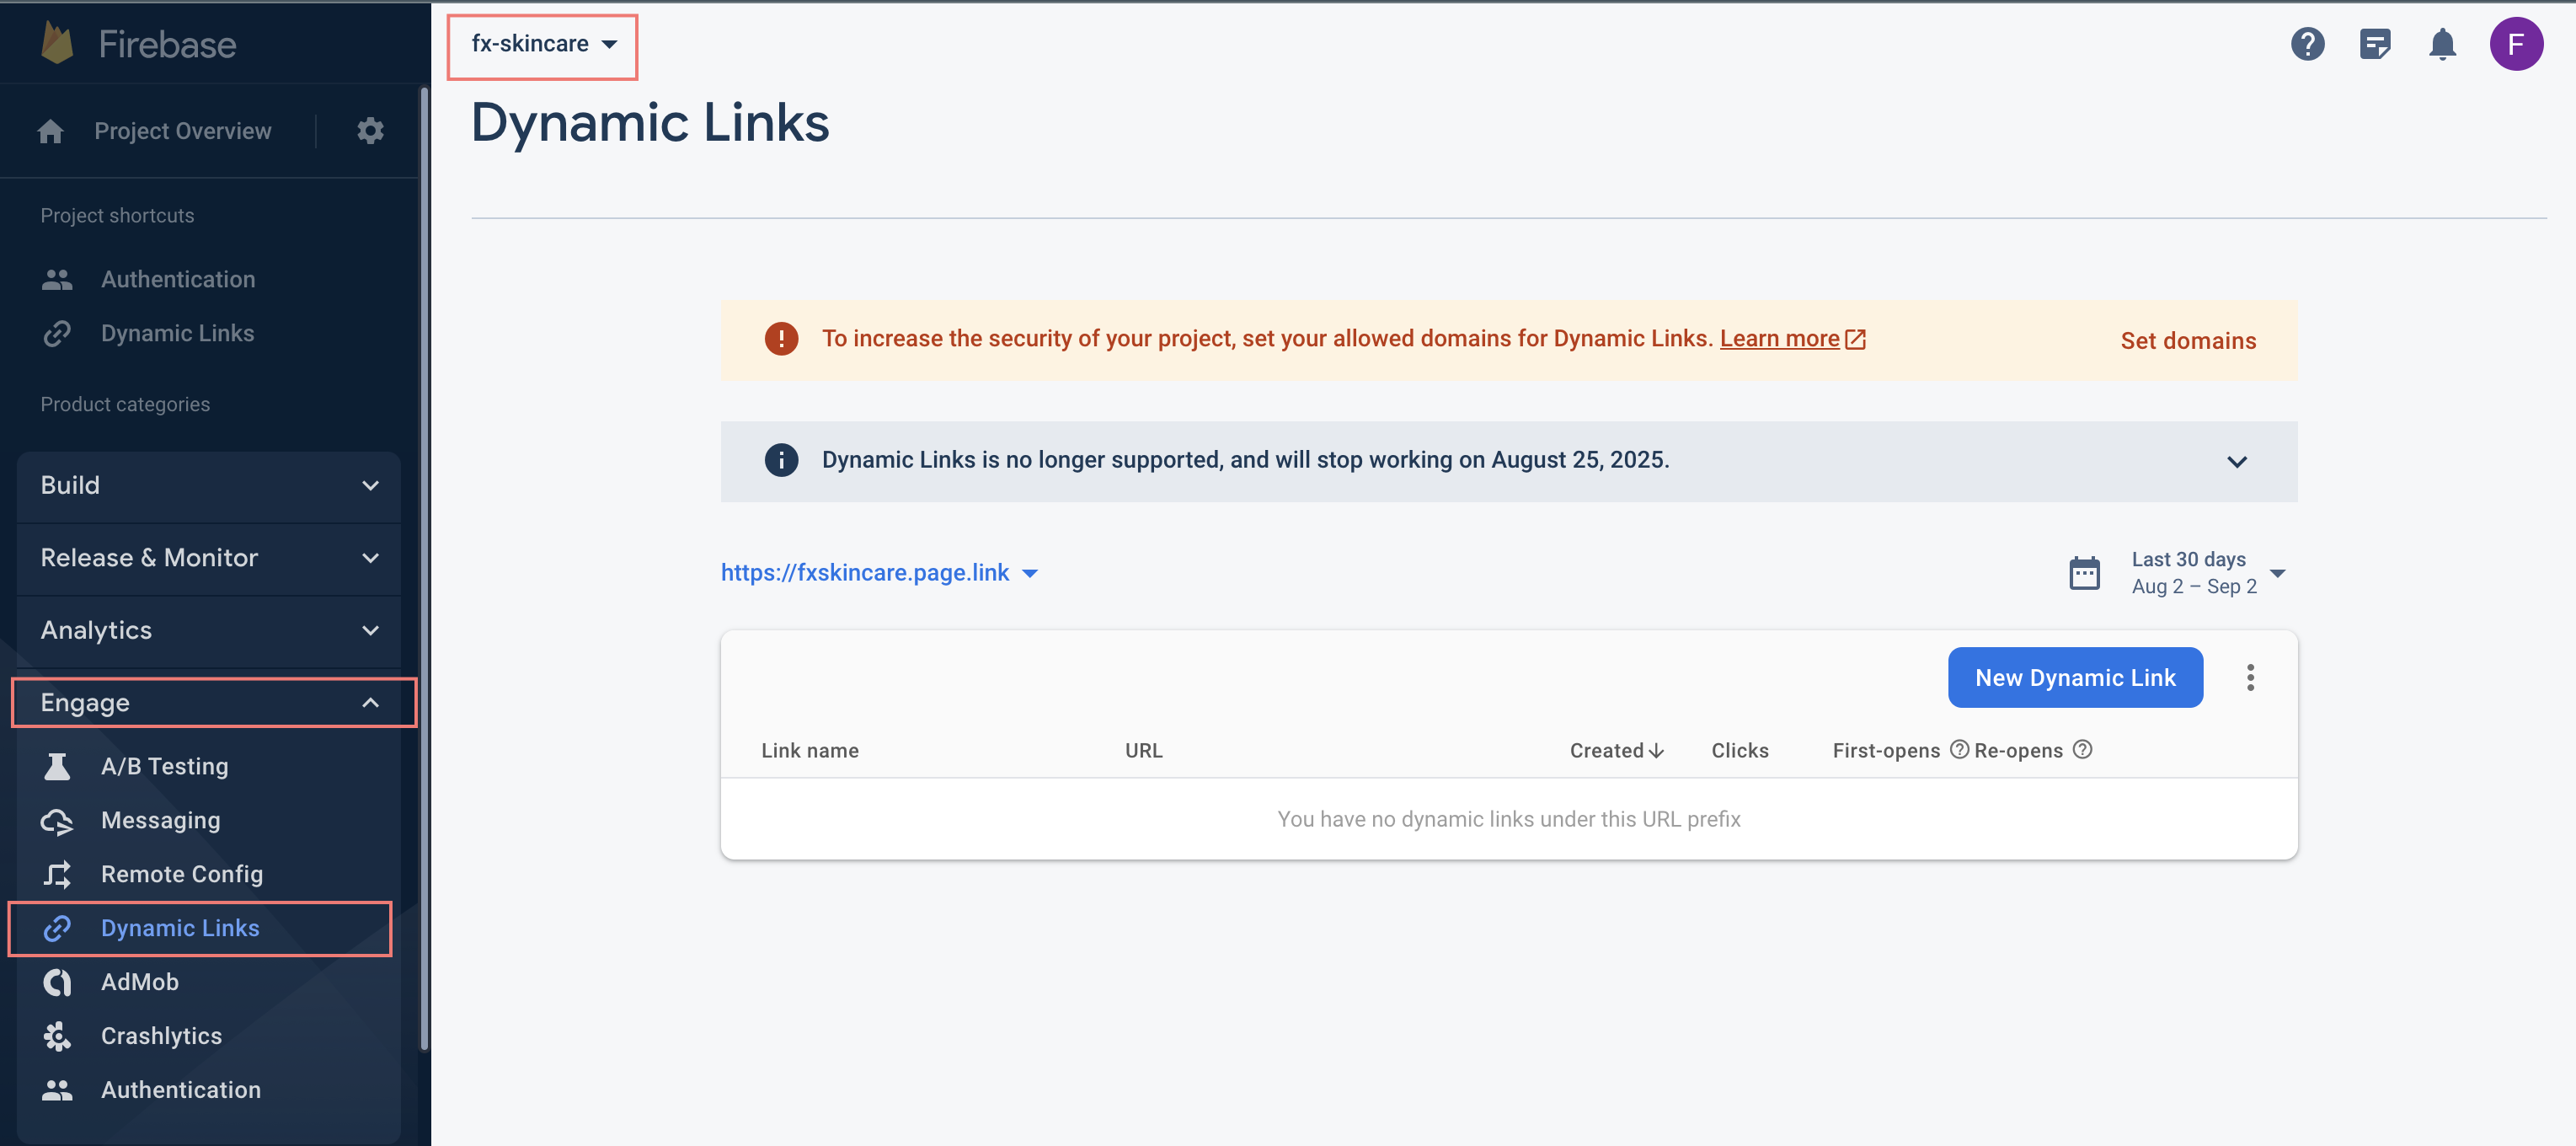 Firebase
Project Overview
Project shortcuts
Authentication
Dynamic Links
Product categories
Build
Release & Monitor
Analytics
Engage
A/B Testing
Messaging
Remote Config
Dynamic Links
AdMob
Crashlytics
Authentication
fx-skincare
F
Dynamic Links
To increase the security of your project, set your allowed domains for Dynamic Links. Learn more
Set domains
Dynamic Links is no longer supported, and will stop working on August 25, 2025.
https://fxskincare.page.link
Last 30 days
Aug 2 – Sep 2
New Dynamic Link
Link name URL Created Clicks First-opens Re-opens
You have no dynamic links under this URL prefix